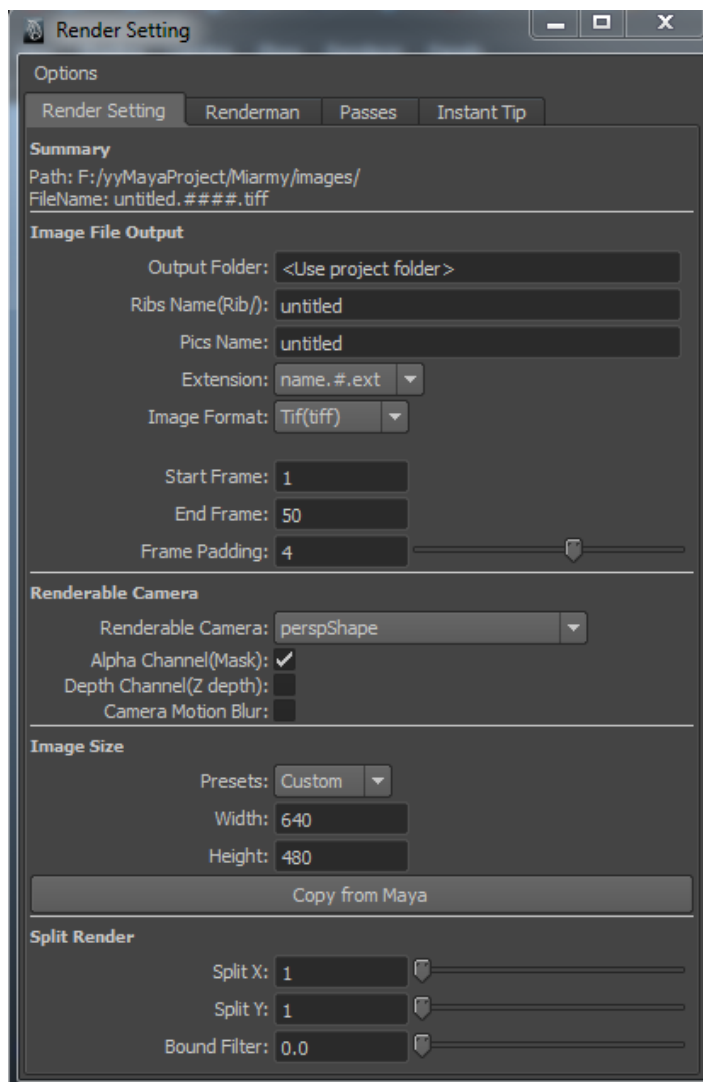 Render Setting
Options
Render Setting Renderman Passes Instant Tip
Summary
Path: F:/yyMayaProject/Miarmy/images/
FileName: untitled.####.tiff
Image File Output
Output Folder: <Use project folder>
Ribs Name(Rib/): untitled
Pics Name: untitled
Extension: name.#.ext
Image Format: Tif(tiff)
Start Frame: 1
End Frame: 50
Frame Padding: 4
Renderable Camera
Renderable Camera: perspShape
Alpha Channel(Mask):
Depth Channel(Z depth):
Camera Motion Blur:
Image Size
Presets: Custom
Width: 640
Height: 480
Copy from Maya
Split Render
Split X: 1
Split Y: 1
Bound Filter: 0.0